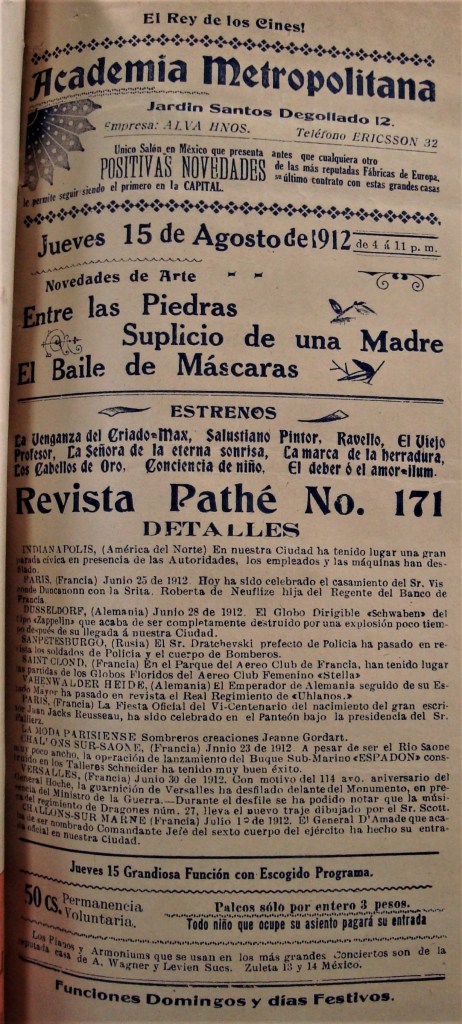 El Rey de los Cines!
Academia Metropolitana
Jardin Santos Degollado 12.
empresa: ALVA HNOS. Teléfono ERICSSON 32
Unico Salón en México que presenta POSITIVAS NOVEDADES antes que cualquiera otro
de las más reputadas Fábricas de Europa,
le permite seguir siendo el primero en la CAPITAL. último contrato con estas grandes casas
Jueves 15 de Agosto de 1912 de 4 á 11 p. m.
Novedades de Arte
Entre las Piedras
Suplicio de una Madre
El Baile de Máscaras
ESTRENOS
La Venganza del Criado=Max, Salustiano Pintor, Ravello, El Viejo
Profesor, La Señora de la eterna sonrisa, La marca de la herradura,
Los Cabellos de Oro, Conciencia de niño, El deber ó el amor=ilum.
Revista Pathé No. 171
DETALLES
INDIANAPOLIS, (América del Norte) En nuestra Ciudad ha tenido lugar una gran
parada cívica en presencia de las Autoridades, los empleados y las máquinas han des-
filado.
PARIS, (Francia) Junio 25 de 1912. Hoy ha sido celebrado el casamiento del Sr. Vis
conde Duncanonn con la Srita. Roberta de Neuflize hija del Regente del Banco de
Francia
DUSSELDORF, (Alemania) Junio 28 de 1912. El Globo Dirigible «Schwaben» del
tipo «Zappelin» que acaba de ser completamente destruido por una explosión poco tiem-
po después de su llegada á nuestra Ciudad.
SANPETESBURGO, (Rusia) El Sr. Dratcherski prefecto de Policía ha pasado en re-
vista los soldados de Policía y el cuerpo de Bomberos.
SAINT CLOND, (Francia) En el Parque del Aereo Club de Francia, han tenido lugar
las partidas de los Globos Floridos del Aereo Club Femenino «Stella»
VAHENWALDER HEIDE, (Alemania) El Emperador de Alemania seguido de su Es-
tado Mayor ha pasado en revista el Real Regimiento de «Uhlanos.»
PARIS, (Francia) La Fiesta Oficial del Vi-Centenario del nacimiento del gran escri-
tor Juan Jacks Reusseau, ha sido celebrado en el Panteón bajo la presidencia del Sr.
Falliers.
LA MODA PARISIENSE Sombreros creaciones Jeanne Gordart.
CHALONS SUR-SAONE, (Francia) Jnnio 23 de 1912 A pesar de ser el Rio Saone
muy poco ancho, la operación de lanzamiento del Buque Sub-Marino «ESPADON» cons-
truido en los Talleres Schneider ha tenido muy buen éxito.
VERSALLES, (Francia) Junio 30 de 1912. Con motivo del 114 avo. aniversario del
General Hoche, la guarnición de Versalles ha desfilado delante del Monumento, en pre-
sencia del Ministro de la Guerra.—Durante el desfile se ha podido notar que la músi-
ca del regimiento de Dragones núm. 27, lleva el nuevo traje dibujado por el Sr. Scott.
CHALLONS-SUR MARNE (Francia) Julio 1º de 1912. El General D'Amade que aca-
ba de ser nombrado Comandante Jefe del sexto cuerpo del ejército ha hecho su entra-
da oficial en nuestra Ciudad.
Jueves 15 Grandiosa Función con Escogido Programa.
50 CS. Permanencia Voluntaria.
Palcos sólo por entero 3 pesos.
Todo niño que ocupe su asiento pagará su entrada
Los Pianos y Armoniums que se usan en los más grandes Conciertos son de la
reputada casa de A. Wagner y Levien Sucs. Zuleta 13 y 14 México.
Funciones Domingos y días Festivos.